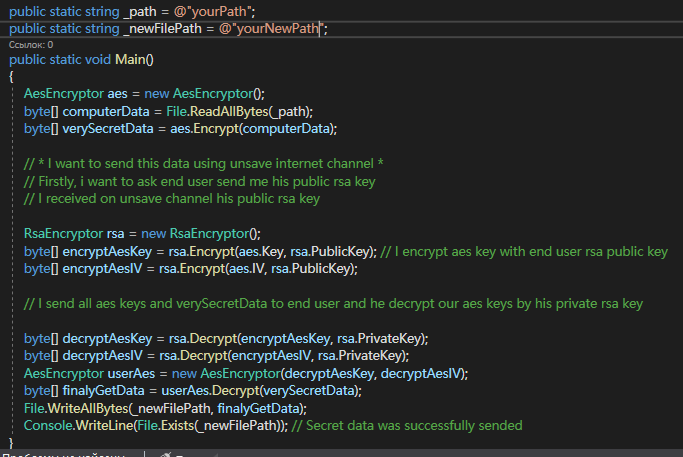 public static string _path = @"yourPath";
public static string _newFilePath = @"yourNewPath";
Ссылок: 0
public static void Main()
{
AesEncryptor aes = new AesEncryptor();
byte[] computerData = File.ReadAllBytes(_path);
byte[] verySecretData = aes.Encrypt(computerData);
// * I want to send this data using unsave internet channel *
// Firstly, i want to ask end user send me his public rsa key
// I received on unsave channel his public rsa key
RsaEncryptor rsa = new RsaEncryptor();
byte[] encryptAesKey = rsa.Encrypt(aes.Key, rsa.PublicKey); // I encrypt aes key with end user rsa public key
byte[] encryptAesIV = rsa.Encrypt(aes.IV, rsa.PublicKey);
// I send all aes keys and verySecretData to end user and he decrypt our aes keys by his private rsa key
byte[] decryptAesKey = rsa.Decrypt(encryptAesKey, rsa.PrivateKey);
byte[] decryptAesIV = rsa.Decrypt(encryptAesIV, rsa.PrivateKey);
AesEncryptor userAes = new AesEncryptor(decryptAesKey, decryptAesIV);
byte[] finalyGetData = userAes.Decrypt(verySecretData);
File.WriteAllBytes(_newFilePath, finalyGetData);
Console.WriteLine(File.Exists(_newFilePath)); // Secret data was successfully sended
}